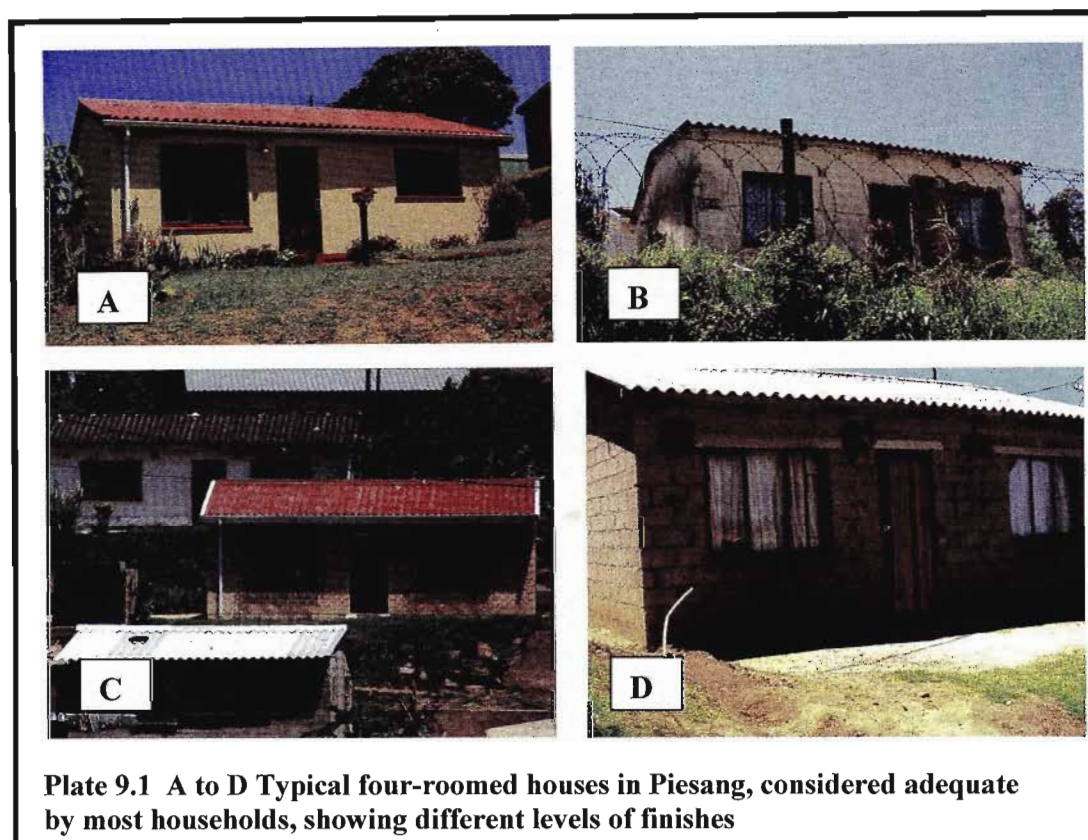 A
B
C
D
Plate 9.1 A to D Typical four-roomed houses in Piesang, considered adequate
by most households, showing different levels of finishes